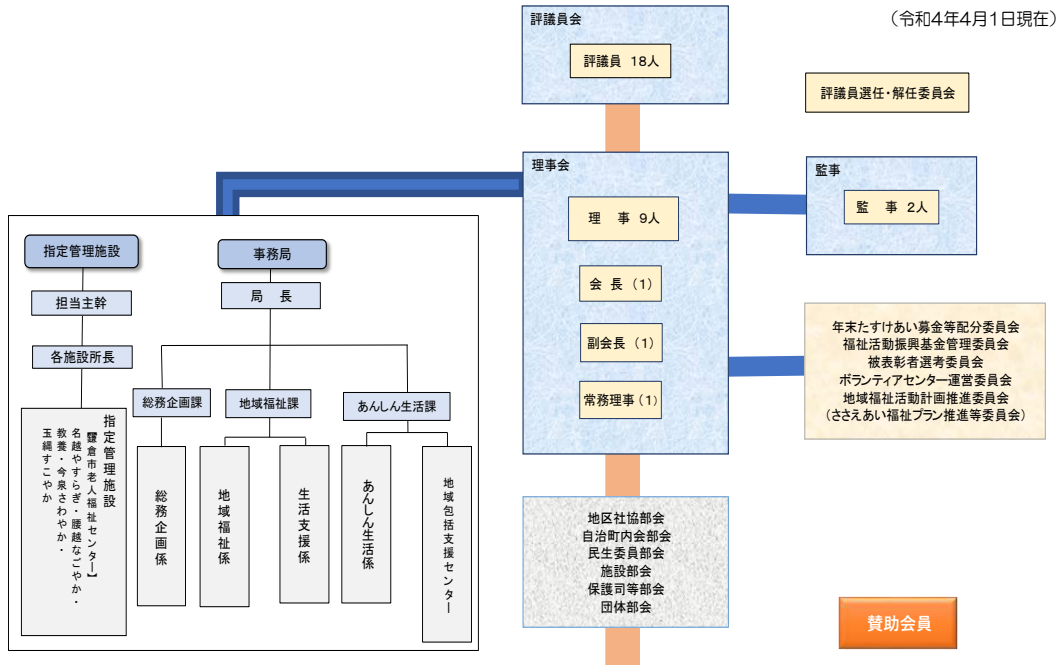 （令和4年4月1日現在）
評議員会
評議員 18人
評議員選任・解任委員会
理事会
理　事 9人
会 長 (1)
副会長 (1)
常務理事(1)
監事
監　事 2人
年末たすけあい募金等配分委員会
福祉活動振興基金管理委員会
被表彰者選考委員会
ボランティアセンター運営委員会
地域福祉活動計画推進委員会
(ささえあい福祉プラン推進等委員会)
指定管理施設
担当主幹
各施設所長
指定管理施設
【鎌倉市老人福祉センター】
名越やすらぎ・腰越なごやか・
教養・今泉さわやか・
玉縄すこやか
事務局
局　長
総務企画課
地域福祉課
あんしん生活課
総務企画係
地域福祉係
生活支援係
あんしん生活係
地域包括支援センター
地区社協部会
自治町内会部会
民生委員部会
施設部会
保護司等部会
団体部会
賛助会員